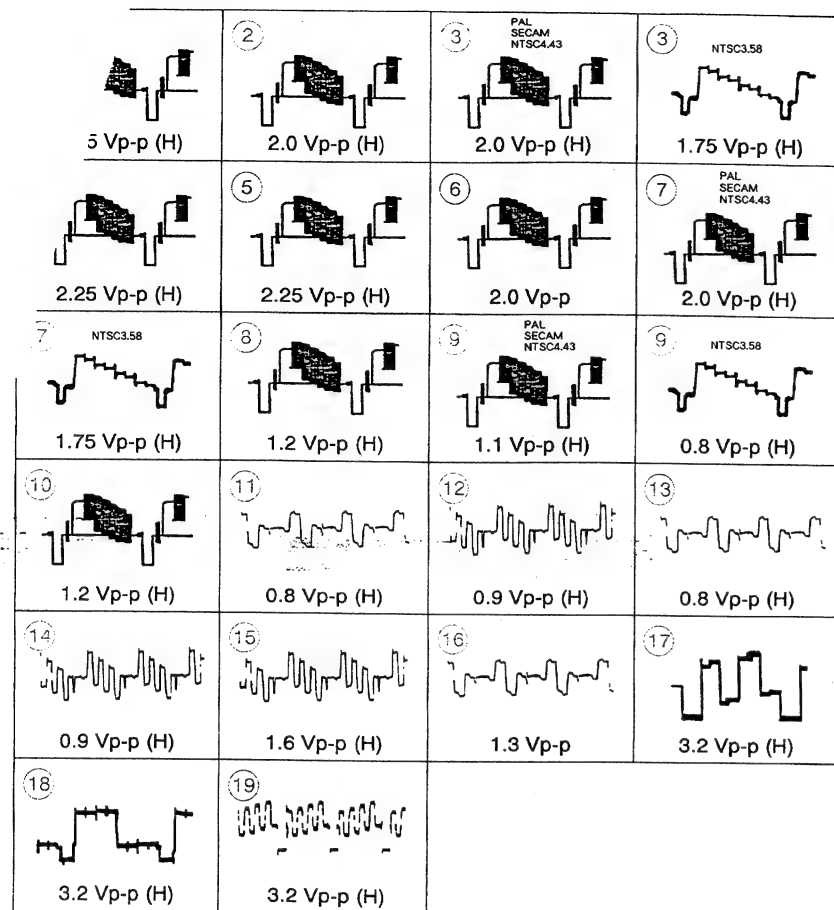 ② ③ PAL ③
SECAM
NTSC4.43 NTSC3.58
5 Vp-p (H) 2.0 Vp-p (H) 2.0 Vp-p (H) 1.75 Vp-p (H)
⑤ ⑥ ⑦ PAL
SECAM
NTSC4.43
2.25 Vp-p (H) 2.25 Vp-p (H) 2.0 Vp-p 2.0 Vp-p (H)
7 NTSC3.58 ⑧ ⑨ PAL ⑨ NTSC3.58
SECAM
NTSC4.43
1.75 Vp-p (H) 1.2 Vp-p (H) 1.1 Vp-p (H) 0.8 Vp-p (H)
⑩ ⑪ ⑫ ⑬
1.2 Vp-p (H) 0.8 Vp-p (H) 0.9 Vp-p (H) 0.8 Vp-p (H)
⑭ ⑮ ⑯ ⑰
0.9 Vp-p (H) 1.6 Vp-p (H) 1.3 Vp-p 3.2 Vp-p (H)
⑱ ⑲
3.2 Vp-p (H) 3.2 Vp-p (H)